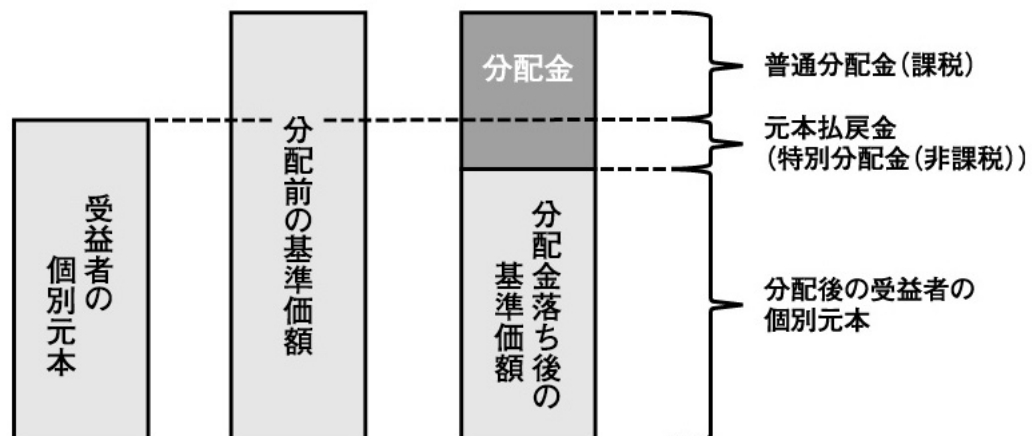 受益者の
個別元本
分配前の基準価額
分配金
分配金落ち後の
基準価額
普通分配金(課税)
元本払戻金
(特別分配金(非課税))
分配後の受益者の
個別元本